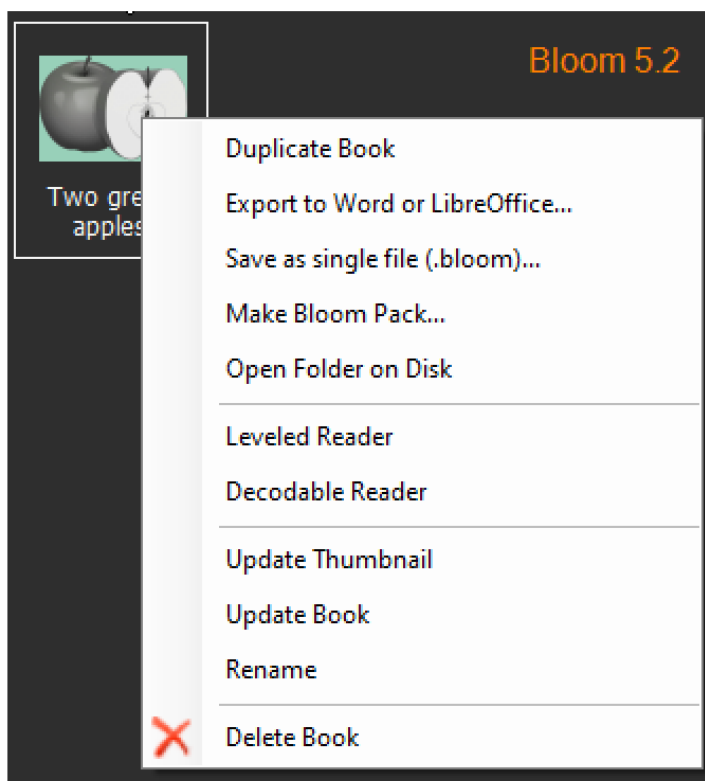 Bloom 5.2
Two gre
apples
Duplicate Book
Export to Word or LibreOffice...
Save as single file (.bloom)...
Make Bloom Pack...
Open Folder on Disk
Leveled Reader
Decodable Reader
Update Thumbnail
Update Book
Rename
Delete Book